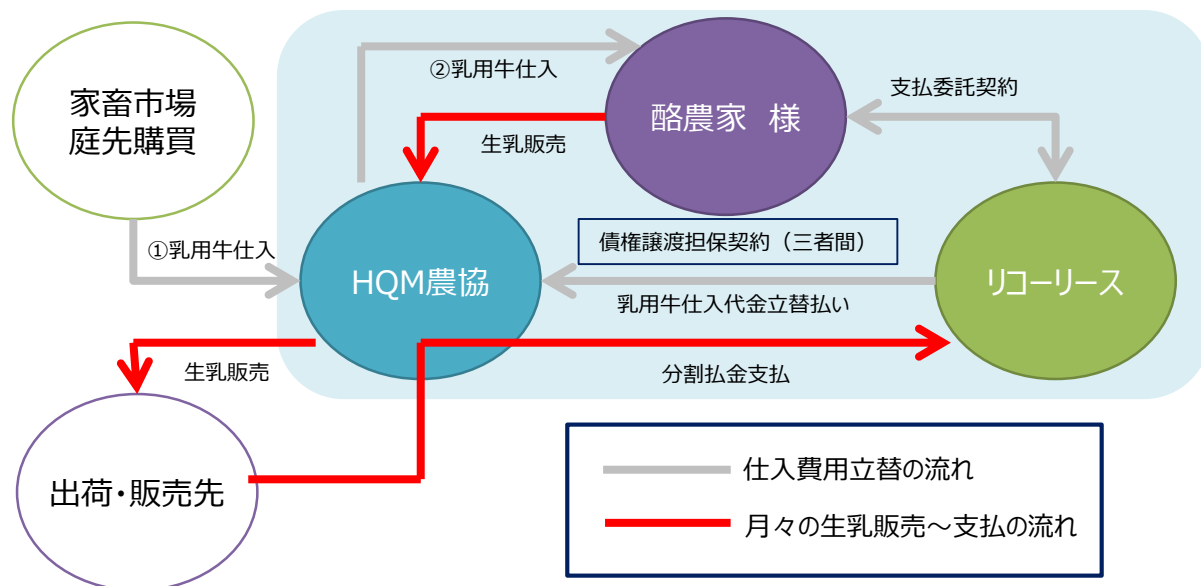 ②乳用牛仕入
家畜市場
庭先購買
酪農家　様
支払委託契約
生乳販売
①乳用牛仕入
債権譲渡担保契約（三者間）
HQM農協
リコーリース
乳用牛仕入代金立替払い
生乳販売
分割払金支払
出荷・販売先
仕入費用立替の流れ
月々の生乳販売～支払の流れ